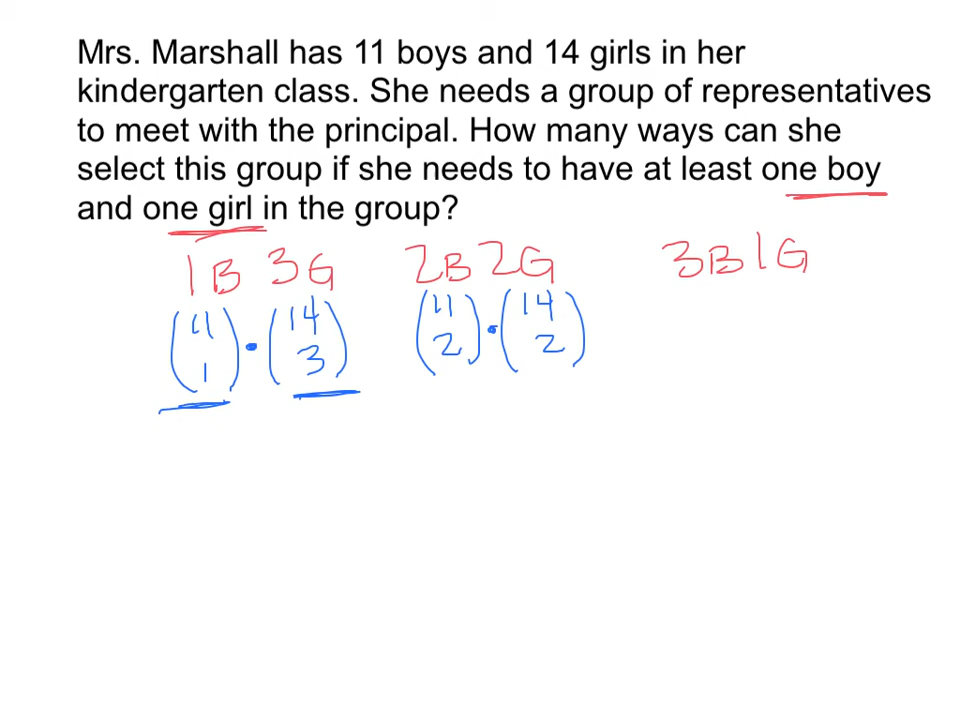 Mrs. Marshall has 11 boys and 14 girls in her
kindergarten class. She needs a group of representatives
to meet with the principal. How many ways can she
select this group if she needs to have at least one boy
and one girl in the group?
1B 3G 2B 2G 3B 1G
(11 1) · (14 3) (11 2) · (14 2)